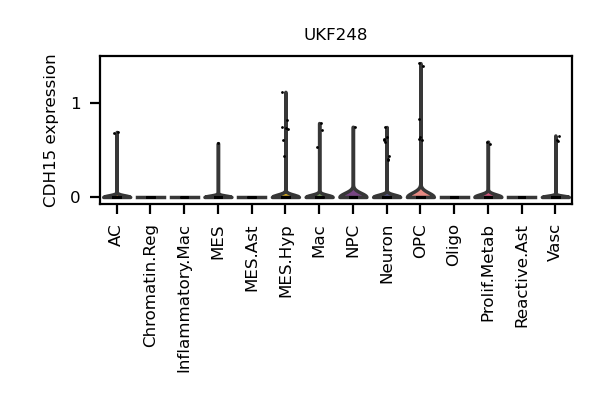 UKF248
CDH15 expression
1
0
AC
Chromatin.Reg
Inflammatory.Mac
MES
MES.Ast
MES.Hyp
Mac
NPC
Neuron
OPC
Oligo
Prolif.Metab
Reactive.Ast
Vasc